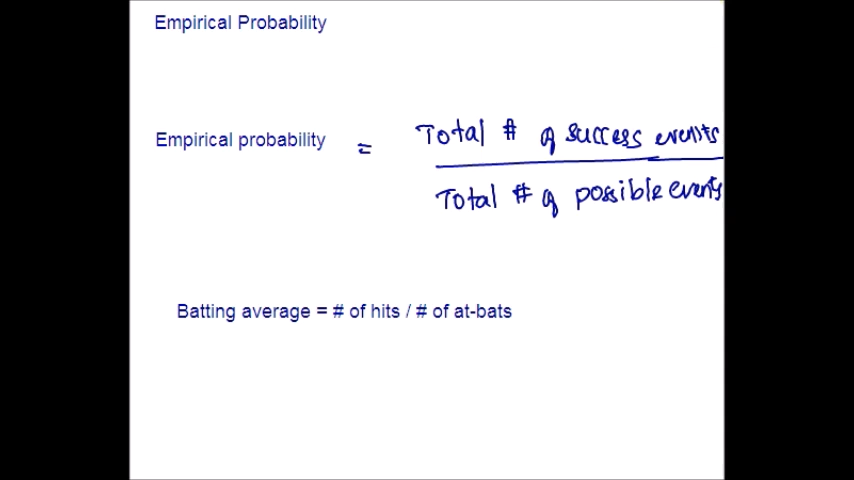 Empirical Probability
Empirical probability = Total # of success events
Total # of possible events
Batting average = # of hits / # of at-bats